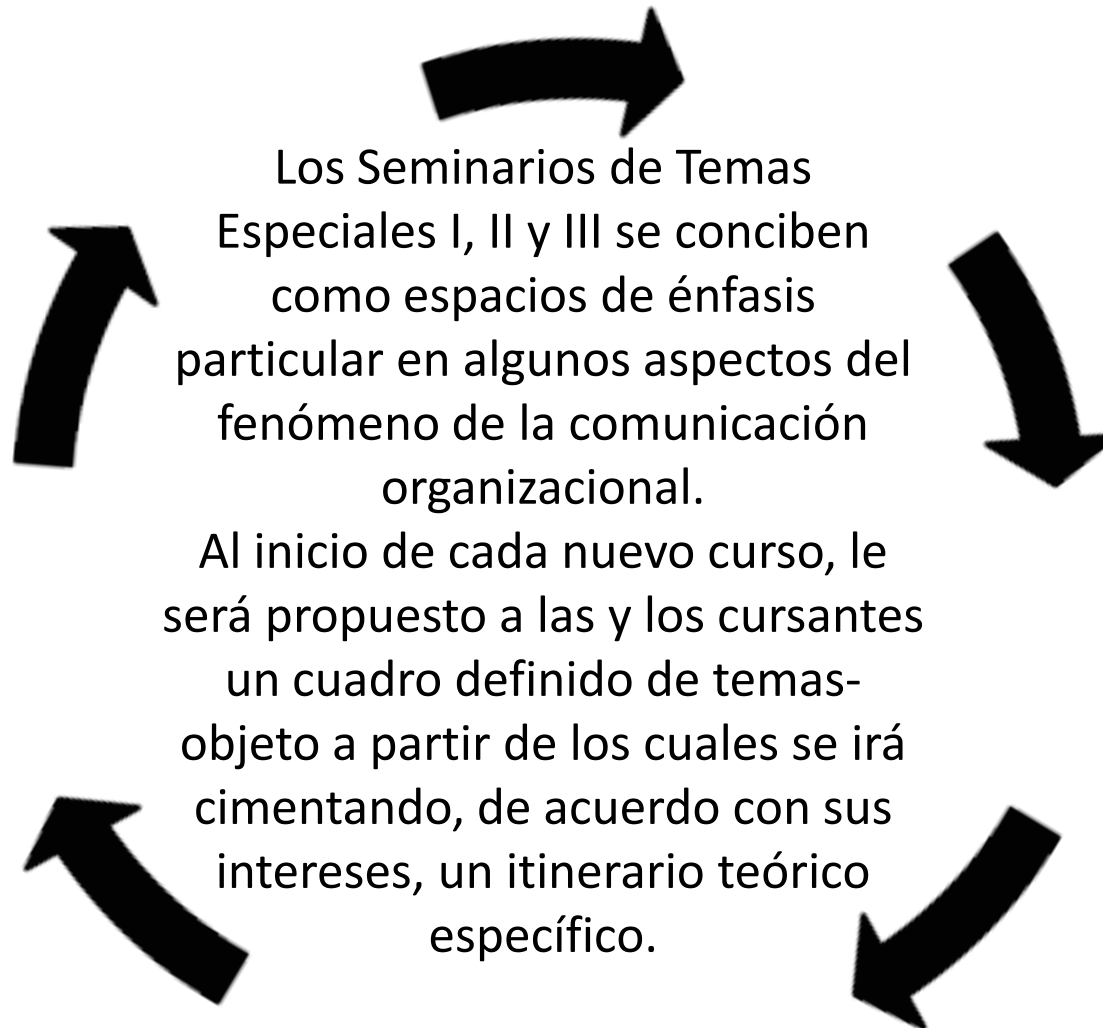 Los Seminarios de Temas
Especiales I, II y III se conciben
como espacios de énfasis
particular en algunos aspectos del
fenómeno de la comunicación
organizacional.
Al inicio de cada nuevo curso, le
será propuesto a las y los cursantes
un cuadro definido de temas-
objeto a partir de los cuales se irá
cimentando, de acuerdo con sus
intereses, un itinerario teórico
específico.